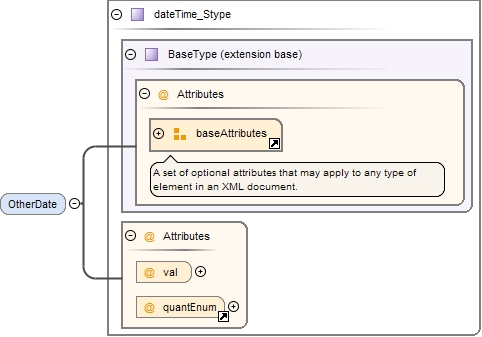 dateTime_Stype
BaseType (extension base)
@ Attributes
baseAttributes
A set of optional attributes that may apply to any type of
element in an XML document.
OtherDate
@ Attributes
@ val
@ quantEnum